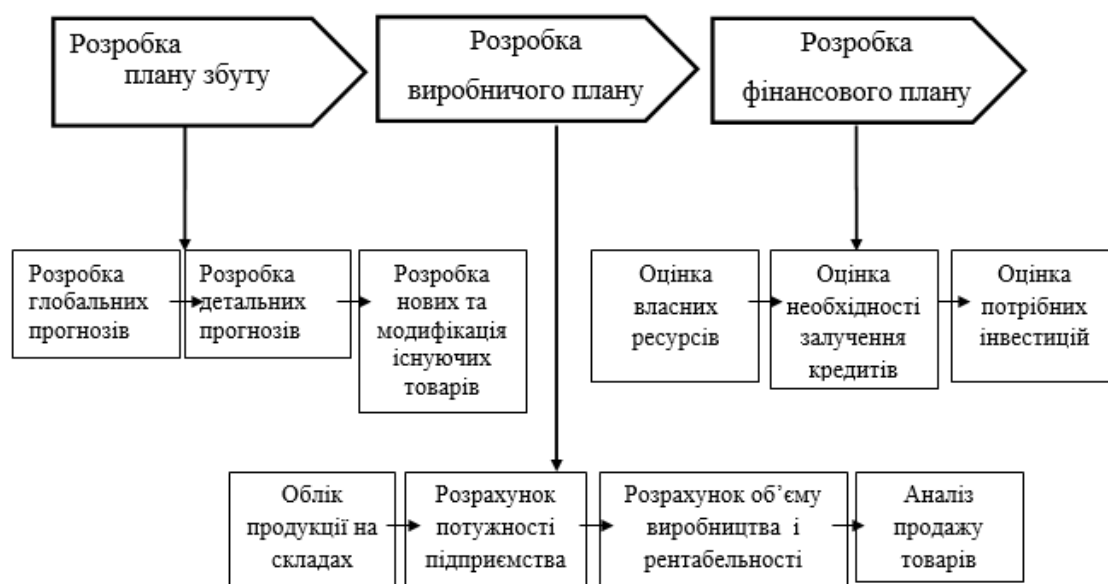 Розробка
плану збуту
Розробка
виробничого плану
Розробка
фінансового плану
Розробка
глобальних
прогнозів
Розробка
детальних
прогнозів
Розробка
нових та
модифікація
існуючих
товарів
Оцінка
власних
ресурсів
Оцінка
необхідності
залучення
кредитів
Оцінка
потрібних
інвестицій
Облік
продукції на
складах
Розрахунок
потужності
підприємства
Розрахунок об’єму
виробництва і
рентабельності
Аналіз
продажу
товарів